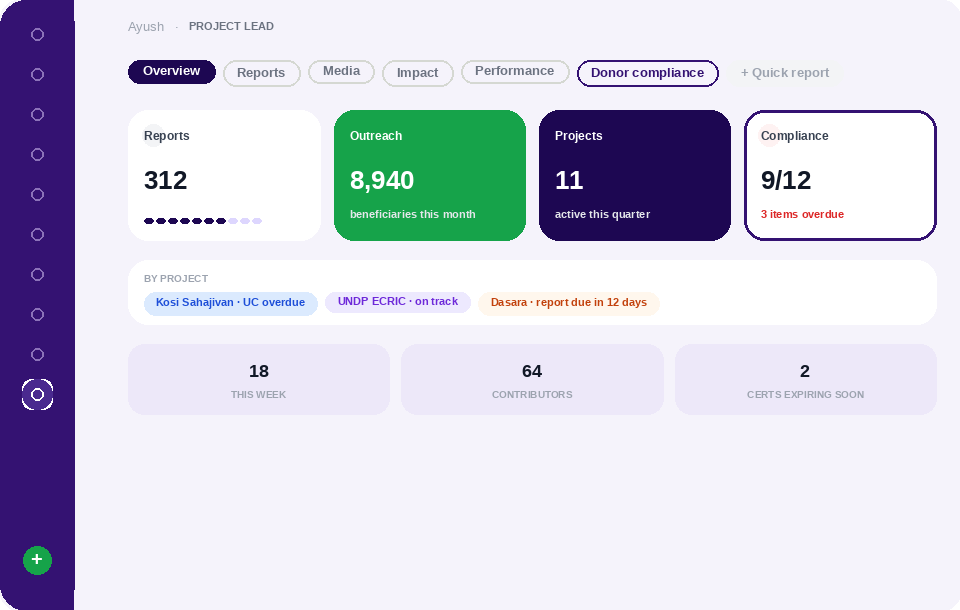 Ayush · PROJECT LEAD
Overview Reports Media Impact Performance Donor compliance + Quick report
Reports
312
Outreach
8,940
beneficiaries this month
Projects
11
active this quarter
Compliance
9/12
3 items overdue
BY PROJECT
Kosi Sahajivan · UC overdue UNDP ECRIC · on track Dasara · report due in 12 days
18
THIS WEEK
64
CONTRIBUTORS
2
CERTS EXPIRING SOON
+